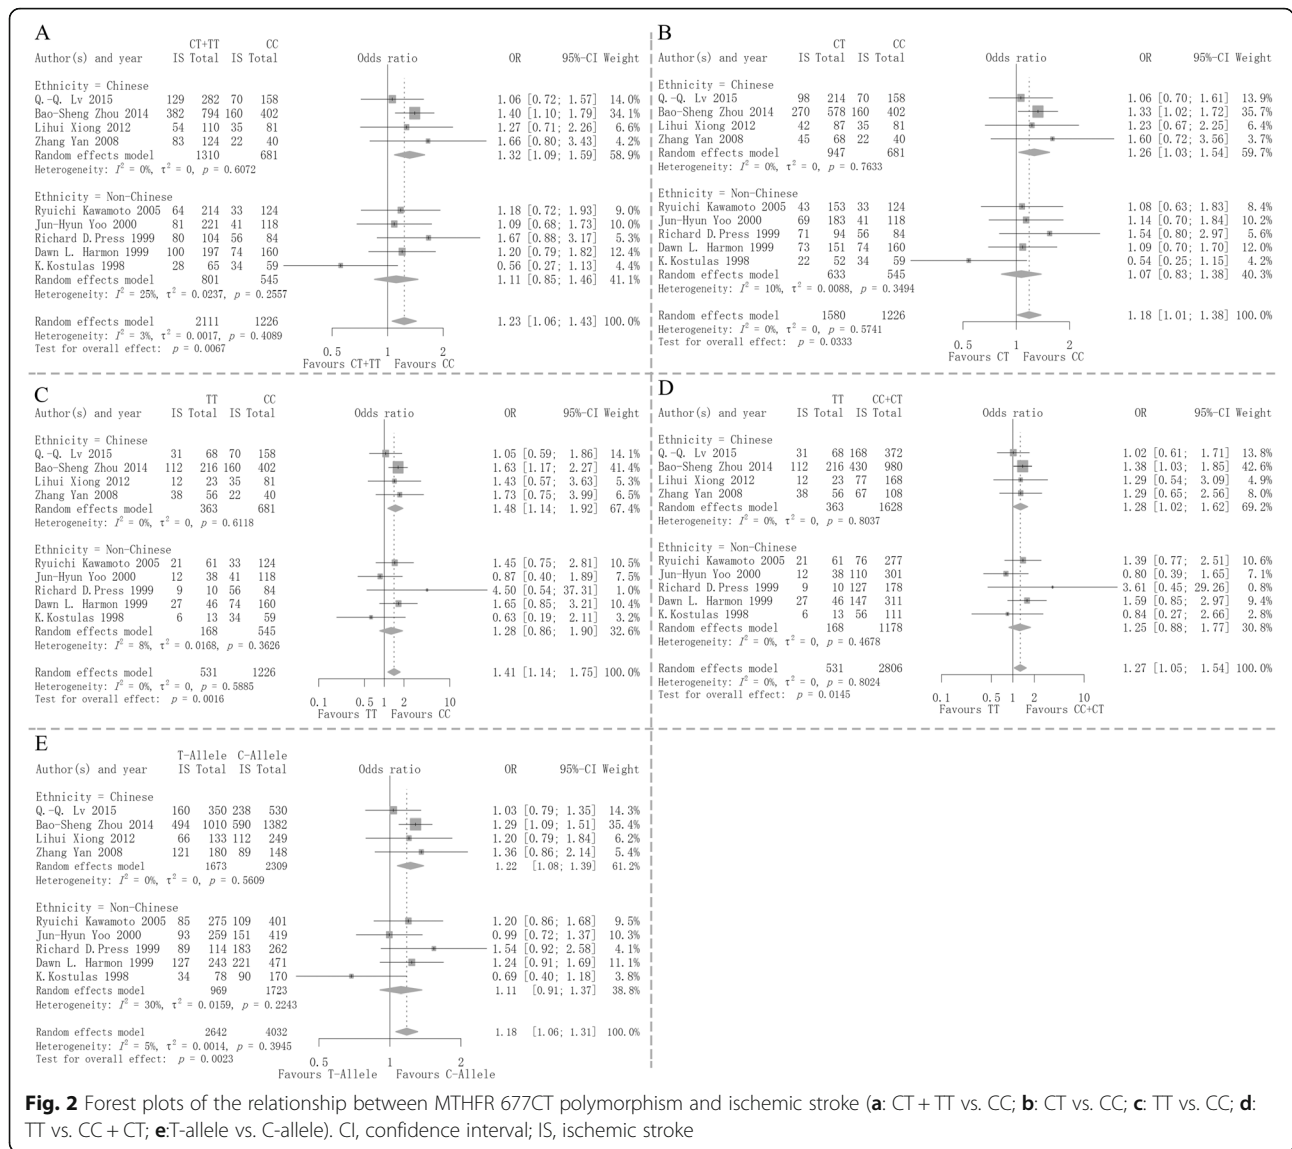 A
CT+TT CC
Author(s) and year IS Total IS Total Odds ratio OR 95%-CI Weight
Ethnicity = Chinese
Q.-Q. Lv 2015 129 282 70 158 1.06 [0.72; 1.57] 14.0%
Bao-Sheng Zhou 2014 382 794 160 402 1.40 [1.10; 1.79] 34.1%
Lihui Xiong 2012 54 110 35 81 1.27 [0.71; 2.26] 6.6%
Zhang Yan 2008 83 124 22 40 1.66 [0.80; 3.43] 4.2%
Random effects model 1310 681 1.32 [1.09; 1.59] 58.9%
Heterogeneity: I² = 0%, τ² = 0, p = 0.6072
Ethnicity = Non-Chinese
Ryuichi Kawamoto 2005 64 214 33 124 1.18 [0.72; 1.93] 9.0%
Jun-Hyun Yoo 2000 81 221 41 118 1.09 [0.68; 1.73] 10.0%
Richard D.Press 1999 80 104 56 84 1.67 [0.88; 3.17] 5.3%
Dawn L. Harmon 1999 100 197 74 160 1.20 [0.79; 1.82] 12.4%
K.Kostulas 1998 28 65 34 59 0.56 [0.27; 1.13] 4.4%
Random effects model 801 545 1.11 [0.85; 1.46] 41.1%
Heterogeneity: I² = 25%, τ² = 0.0237, p = 0.2557
Random effects model 2111 1226 1.23 [1.06; 1.43] 100.0%
Heterogeneity: I² = 3%, τ² = 0.0017, p = 0.4089
Test for overall effect: p = 0.0067
0.5 1 2
Favours CT+TT Favours CC
B
CT CC
Author(s) and year IS Total IS Total Odds ratio OR 95%-CI Weight
Ethnicity = Chinese
Q.-Q. Lv 2015 98 214 70 158 1.06 [0.70; 1.61] 13.9%
Bao-Sheng Zhou 2014 270 578 160 402 1.33 [1.02; 1.72] 35.7%
Lihui Xiong 2012 42 87 35 81 1.23 [0.67; 2.25] 6.4%
Zhang Yan 2008 45 68 22 40 1.60 [0.72; 3.56] 3.7%
Random effects model 947 681 1.26 [1.03; 1.54] 59.7%
Heterogeneity: I² = 0%, τ² = 0, p = 0.7633
Ethnicity = Non-Chinese
Ryuichi Kawamoto 2005 43 153 33 124 1.08 [0.63; 1.83] 8.4%
Jun-Hyun Yoo 2000 69 183 41 118 1.14 [0.70; 1.84] 10.2%
Richard D.Press 1999 71 94 56 84 1.54 [0.80; 2.97] 5.6%
Dawn L. Harmon 1999 73 151 74 160 1.09 [0.70; 1.70] 12.0%
K.Kostulas 1998 22 52 34 59 0.54 [0.25; 1.15] 4.2%
Random effects model 633 545 1.07 [0.83; 1.38] 40.3%
Heterogeneity: I² = 10%, τ² = 0.0088, p = 0.3494
Random effects model 1580 1226 1.18 [1.01; 1.38] 100.0%
Heterogeneity: I² = 0%, τ² = 0, p = 0.5741
Test for overall effect: p = 0.0333
0.5 1 2
Favours CT Favours CC
C
TT CC
Author(s) and year IS Total IS Total Odds ratio OR 95%-CI Weight
Ethnicity = Chinese
Q.-Q. Lv 2015 31 68 70 158 1.05 [0.59; 1.86] 14.1%
Bao-Sheng Zhou 2014 112 216 160 402 1.63 [1.17; 2.27] 41.4%
Lihui Xiong 2012 12 23 35 81 1.43 [0.57; 3.63] 5.3%
Zhang Yan 2008 38 56 22 40 1.73 [0.75; 3.99] 6.5%
Random effects model 363 681 1.48 [1.14; 1.92] 67.4%
Heterogeneity: I² = 0%, τ² = 0, p = 0.6118
Ethnicity = Non-Chinese
Ryuichi Kawamoto 2005 21 61 33 124 1.45 [0.75; 2.81] 10.5%
Jun-Hyun Yoo 2000 12 38 41 118 0.87 [0.40; 1.89] 7.5%
Richard D.Press 1999 9 10 56 84 4.50 [0.54; 37.31] 1.0%
Dawn L. Harmon 1999 27 46 74 160 1.65 [0.85; 3.21] 10.4%
K.Kostulas 1998 6 13 34 59 0.63 [0.19; 2.11] 3.2%
Random effects model 168 545 1.28 [0.86; 1.90] 32.6%
Heterogeneity: I² = 8%, τ² = 0.0168, p = 0.3626
Random effects model 531 1226 1.41 [1.14; 1.75] 100.0%
Heterogeneity: I² = 0%, τ² = 0, p = 0.5885
Test for overall effect: p = 0.0016
0.1 0.5 1 2 10
Favours TT Favours CC
D
TT CC+CT
Author(s) and year IS Total IS Total Odds ratio OR 95%-CI Weight
Ethnicity = Chinese
Q.-Q. Lv 2015 31 68 168 372 1.02 [0.61; 1.71] 13.8%
Bao-Sheng Zhou 2014 112 216 430 980 1.38 [1.03; 1.85] 42.6%
Lihui Xiong 2012 12 23 77 168 1.29 [0.54; 3.09] 4.9%
Zhang Yan 2008 38 56 67 108 1.29 [0.65; 2.56] 8.0%
Random effects model 363 1628 1.28 [1.02; 1.62] 69.2%
Heterogeneity: I² = 0%, τ² = 0, p = 0.8037
Ethnicity = Non-Chinese
Ryuichi Kawamoto 2005 21 61 76 277 1.39 [0.77; 2.51] 10.6%
Jun-Hyun Yoo 2000 12 38 110 301 0.80 [0.39; 1.65] 7.1%
Richard D.Press 1999 9 10 127 178 3.61 [0.45; 29.26] 0.8%
Dawn L. Harmon 1999 27 46 147 311 1.59 [0.85; 2.97] 9.4%
K.Kostulas 1998 6 13 56 111 0.84 [0.27; 2.66] 2.8%
Random effects model 168 1178 1.25 [0.88; 1.77] 30.8%
Heterogeneity: I² = 0%, τ² = 0, p = 0.4678
Random effects model 531 2806 1.27 [1.05; 1.54] 100.0%
Heterogeneity: I² = 0%, τ² = 0, p = 0.8024
Test for overall effect: p = 0.0145
0.1 0.5 1 2 10
Favours TT Favours CC+CT
E
T-Allele C-Allele
Author(s) and year IS Total IS Total Odds ratio OR 95%-CI Weight
Ethnicity = Chinese
Q.-Q. Lv 2015 160 350 238 530 1.03 [0.79; 1.35] 14.3%
Bao-Sheng Zhou 2014 494 1010 590 1382 1.29 [1.09; 1.51] 35.4%
Lihui Xiong 2012 66 133 112 249 1.20 [0.79; 1.84] 6.2%
Zhang Yan 2008 121 180 89 148 1.36 [0.86; 2.14] 5.4%
Random effects model 1673 2309 1.22 [1.08; 1.39] 61.2%
Heterogeneity: I² = 0%, τ² = 0, p = 0.5609
Ethnicity = Non-Chinese
Ryuichi Kawamoto 2005 85 275 109 401 1.20 [0.86; 1.68] 9.5%
Jun-Hyun Yoo 2000 93 259 151 419 0.99 [0.72; 1.37] 10.3%
Richard D.Press 1999 89 114 183 262 1.54 [0.92; 2.58] 4.1%
Dawn L. Harmon 1999 127 243 221 471 1.24 [0.91; 1.69] 11.1%
K.Kostulas 1998 34 78 90 170 0.69 [0.40; 1.18] 3.8%
Random effects model 969 1723 1.11 [0.91; 1.37] 38.8%
Heterogeneity: I² = 30%, τ² = 0.0159, p = 0.2243
Random effects model 2642 4032 1.18 [1.06; 1.31] 100.0%
Heterogeneity: I² = 5%, τ² = 0.0014, p = 0.3945
Test for overall effect: p = 0.0023
0.5 1 2
Favours T-Allele Favours C-Allele
Fig. 2 Forest plots of the relationship between MTHFR 677CT polymorphism and ischemic stroke (a: CT + TT vs. CC; b: CT vs. CC; c: TT vs. CC; d:
TT vs. CC + CT; e:T-allele vs. C-allele). CI, confidence interval; IS, ischemic stroke